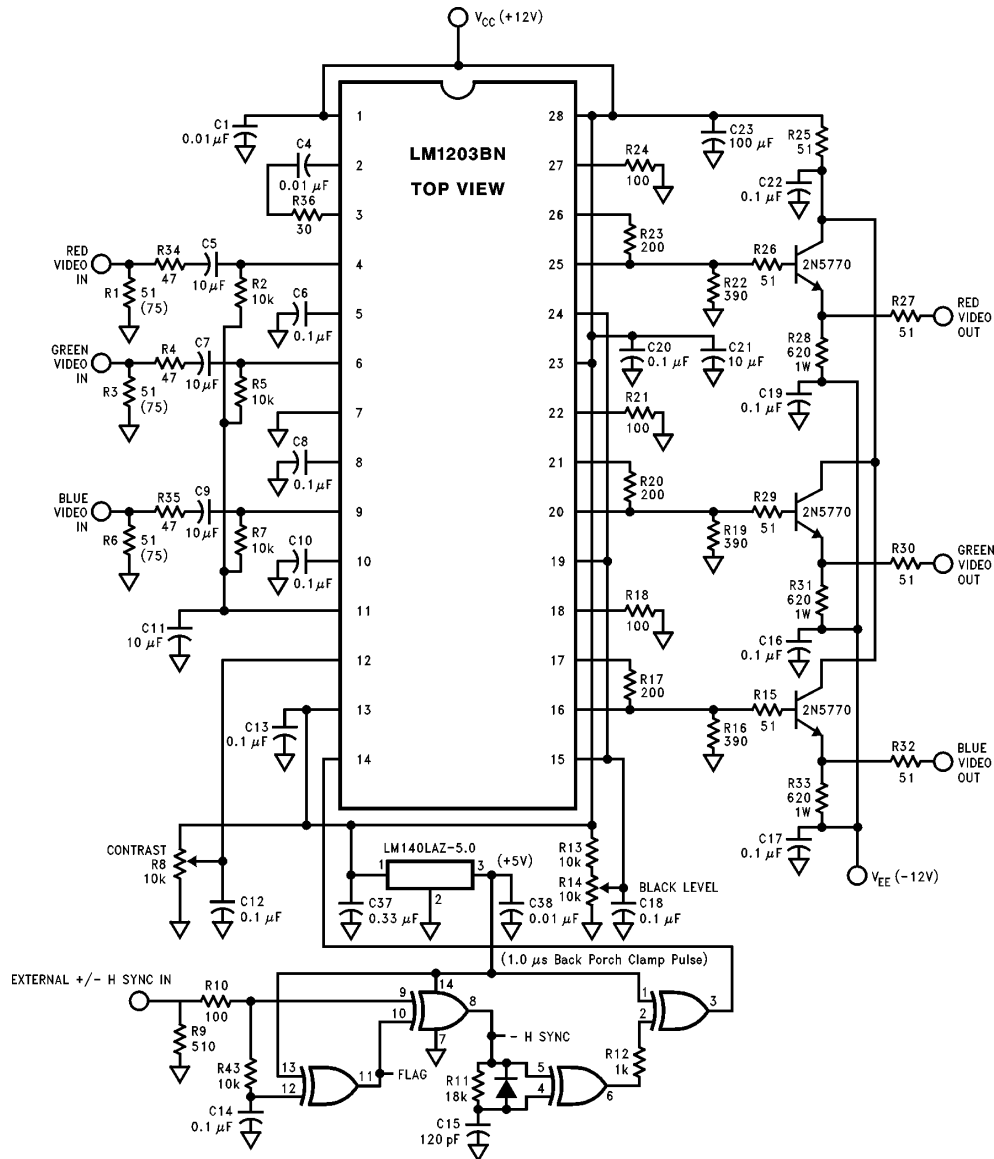 VCC (+12V)
LM1203BN
TOP VIEW
1
2
3
4
5
6
7
8
9
10
11
12
13
14
28
27
26
25
24
23
22
21
20
19
18
17
16
15
C1
0.01 μF
C4
0.01 μF
R36
30
RED
VIDEO
IN
R34
47
C5
10 μF
R1
51
(75)
R2
10k
C6
0.1 μF
GREEN
VIDEO
IN
R4
47
C7
10 μF
R3
51
(75)
R5
10k
C8
0.1 μF
BLUE
VIDEO
IN
R35
47
C9
10 μF
R6
51
(75)
R7
10k
C10
0.1 μF
C11
10 μF
C13
0.1 μF
C23
100 μF
R25
51
R24
100
C22
0.1 μF
R23
200
R26
51
2N5770
R22
390
R27
51
RED
VIDEO
OUT
R28
620
1W
C20
0.1 μF
C21
10 μF
C19
0.1 μF
R21
100
R20
200
R29
51
2N5770
R19
390
R30
51
GREEN
VIDEO
OUT
R31
620
1W
R18
100
C16
0.1 μF
R17
200
R15
51
2N5770
R16
390
R32
51
BLUE
VIDEO
OUT
R33
620
1W
C17
0.1 μF
VEE (-12V)
CONTRAST
R8
10k
C12
0.1 μF
LM140LAZ-5.0
1
2
3
(+5V)
C37
0.33 μF
C38
0.01 μF
R13
10k
R14
10k
BLACK LEVEL
C18
0.1 μF
(1.0 μs Back Porch Clamp Pulse)
EXTERNAL +/- H SYNC IN
R10
100
R9
510
R43
10k
C14
0.1 μF
13
12
11
FLAG
9
10
14
7
8
- H SYNC
R11
18k
C15
120 pF
5
4
6
R12
1k
1
2
3